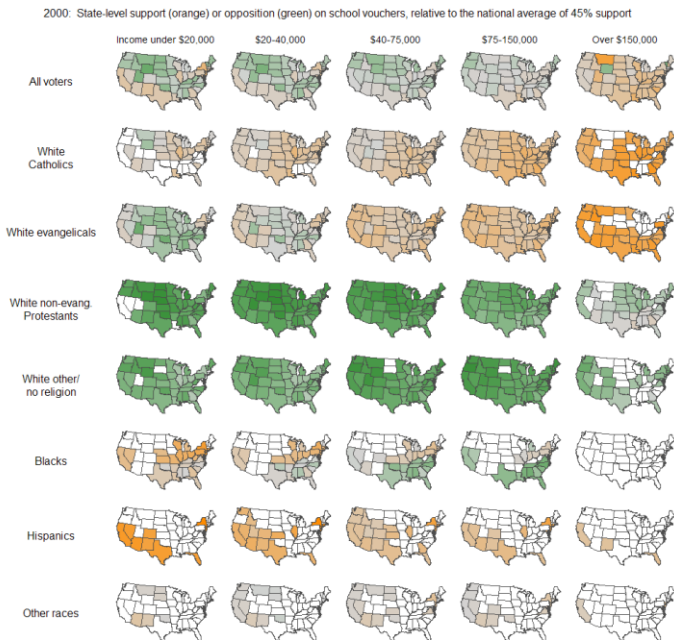 2000:  State-level support (orange) or opposition (green) on school vouchers, relative to the national average of 45% support
Income under $20,000 $20-40,000 $40-75,000 $75-150,000 Over $150,000
All voters
White
Catholics
White evangelicals
White non-evang.
Protestants
White other/
no religion
Blacks
Hispanics
Other races